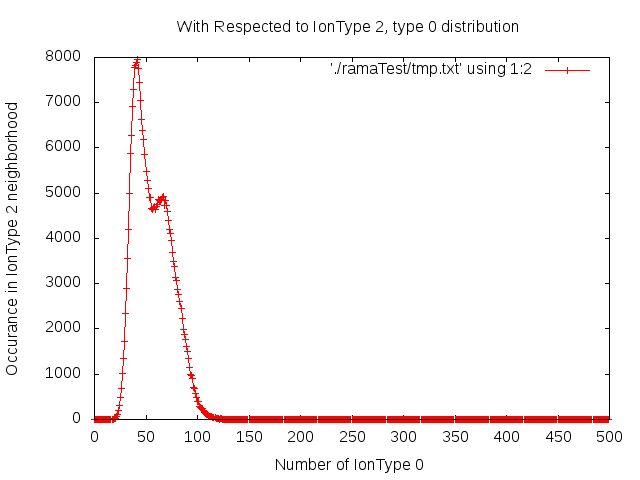 With Respected to IonType 2, type 0 distribution
'./ramaTest/tmp.txt' using 1:2
Occurance in IonType 2 neighborhood
8000
7000
6000
5000
4000
3000
2000
1000
0
0 50 100 150 200 250 300 350 400 450 500
Number of IonType 0